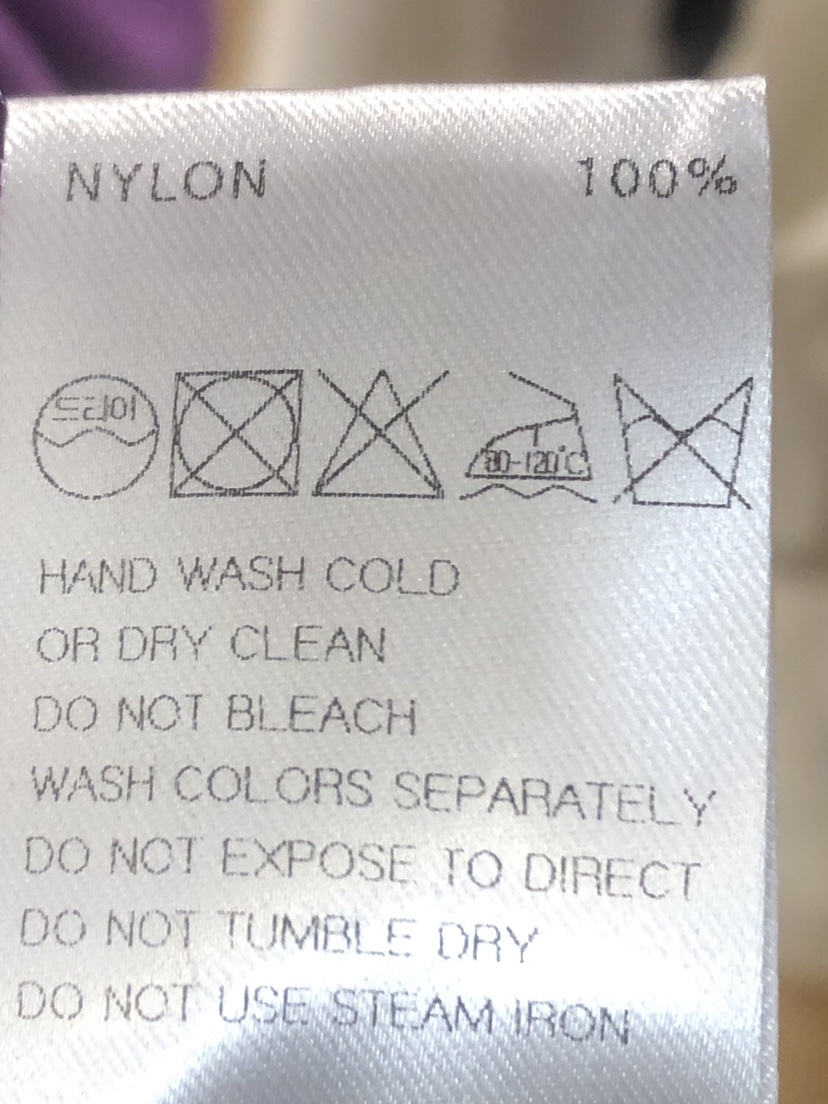 NYLON 100%
드라이 80-120°C
HAND WASH COLD
OR DRY CLEAN
DO NOT BLEACH
WASH COLORS SEPARATELY
DO NOT EXPOSE TO DIRECT
DO NOT TUMBLE DRY
DO NOT USE STEAM IRON